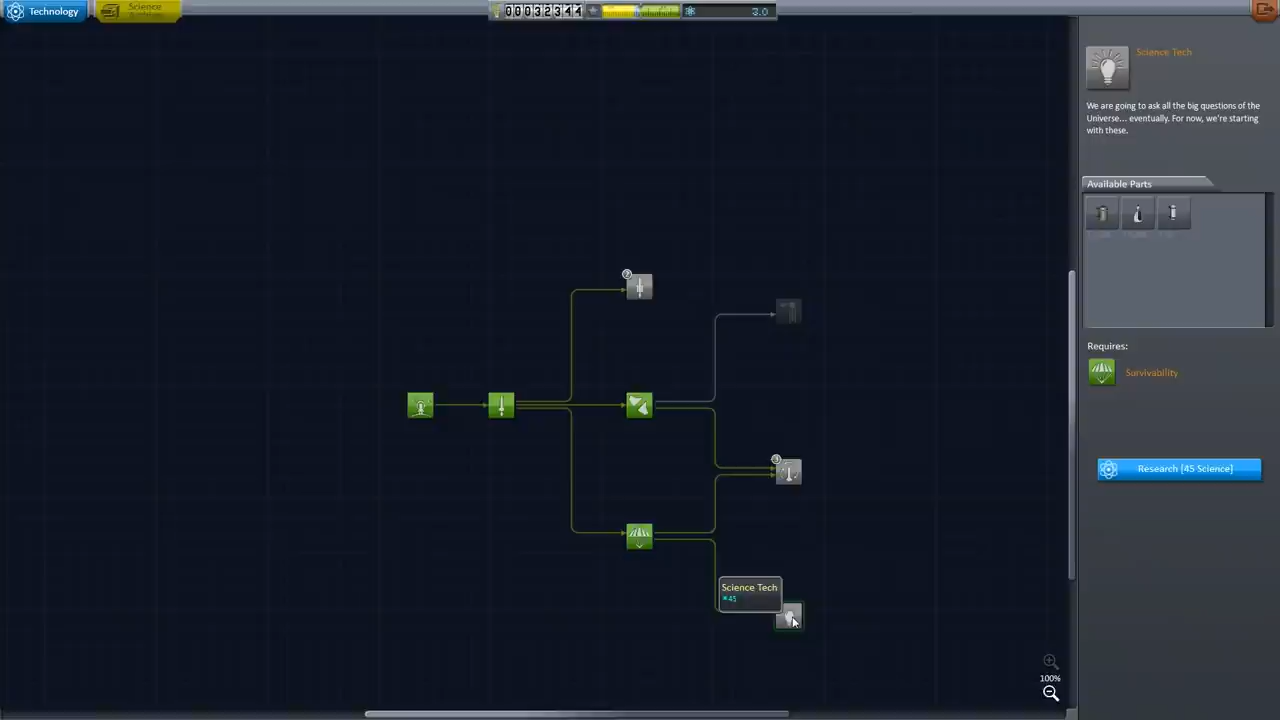 Technology
Science
3.0
Science Tech
We are going to ask all the big questions of the
Universe... eventually. For now, we're starting
with these.
Available Parts
Requires:
Survivability
Research [45 Science]
Science Tech
45
100%